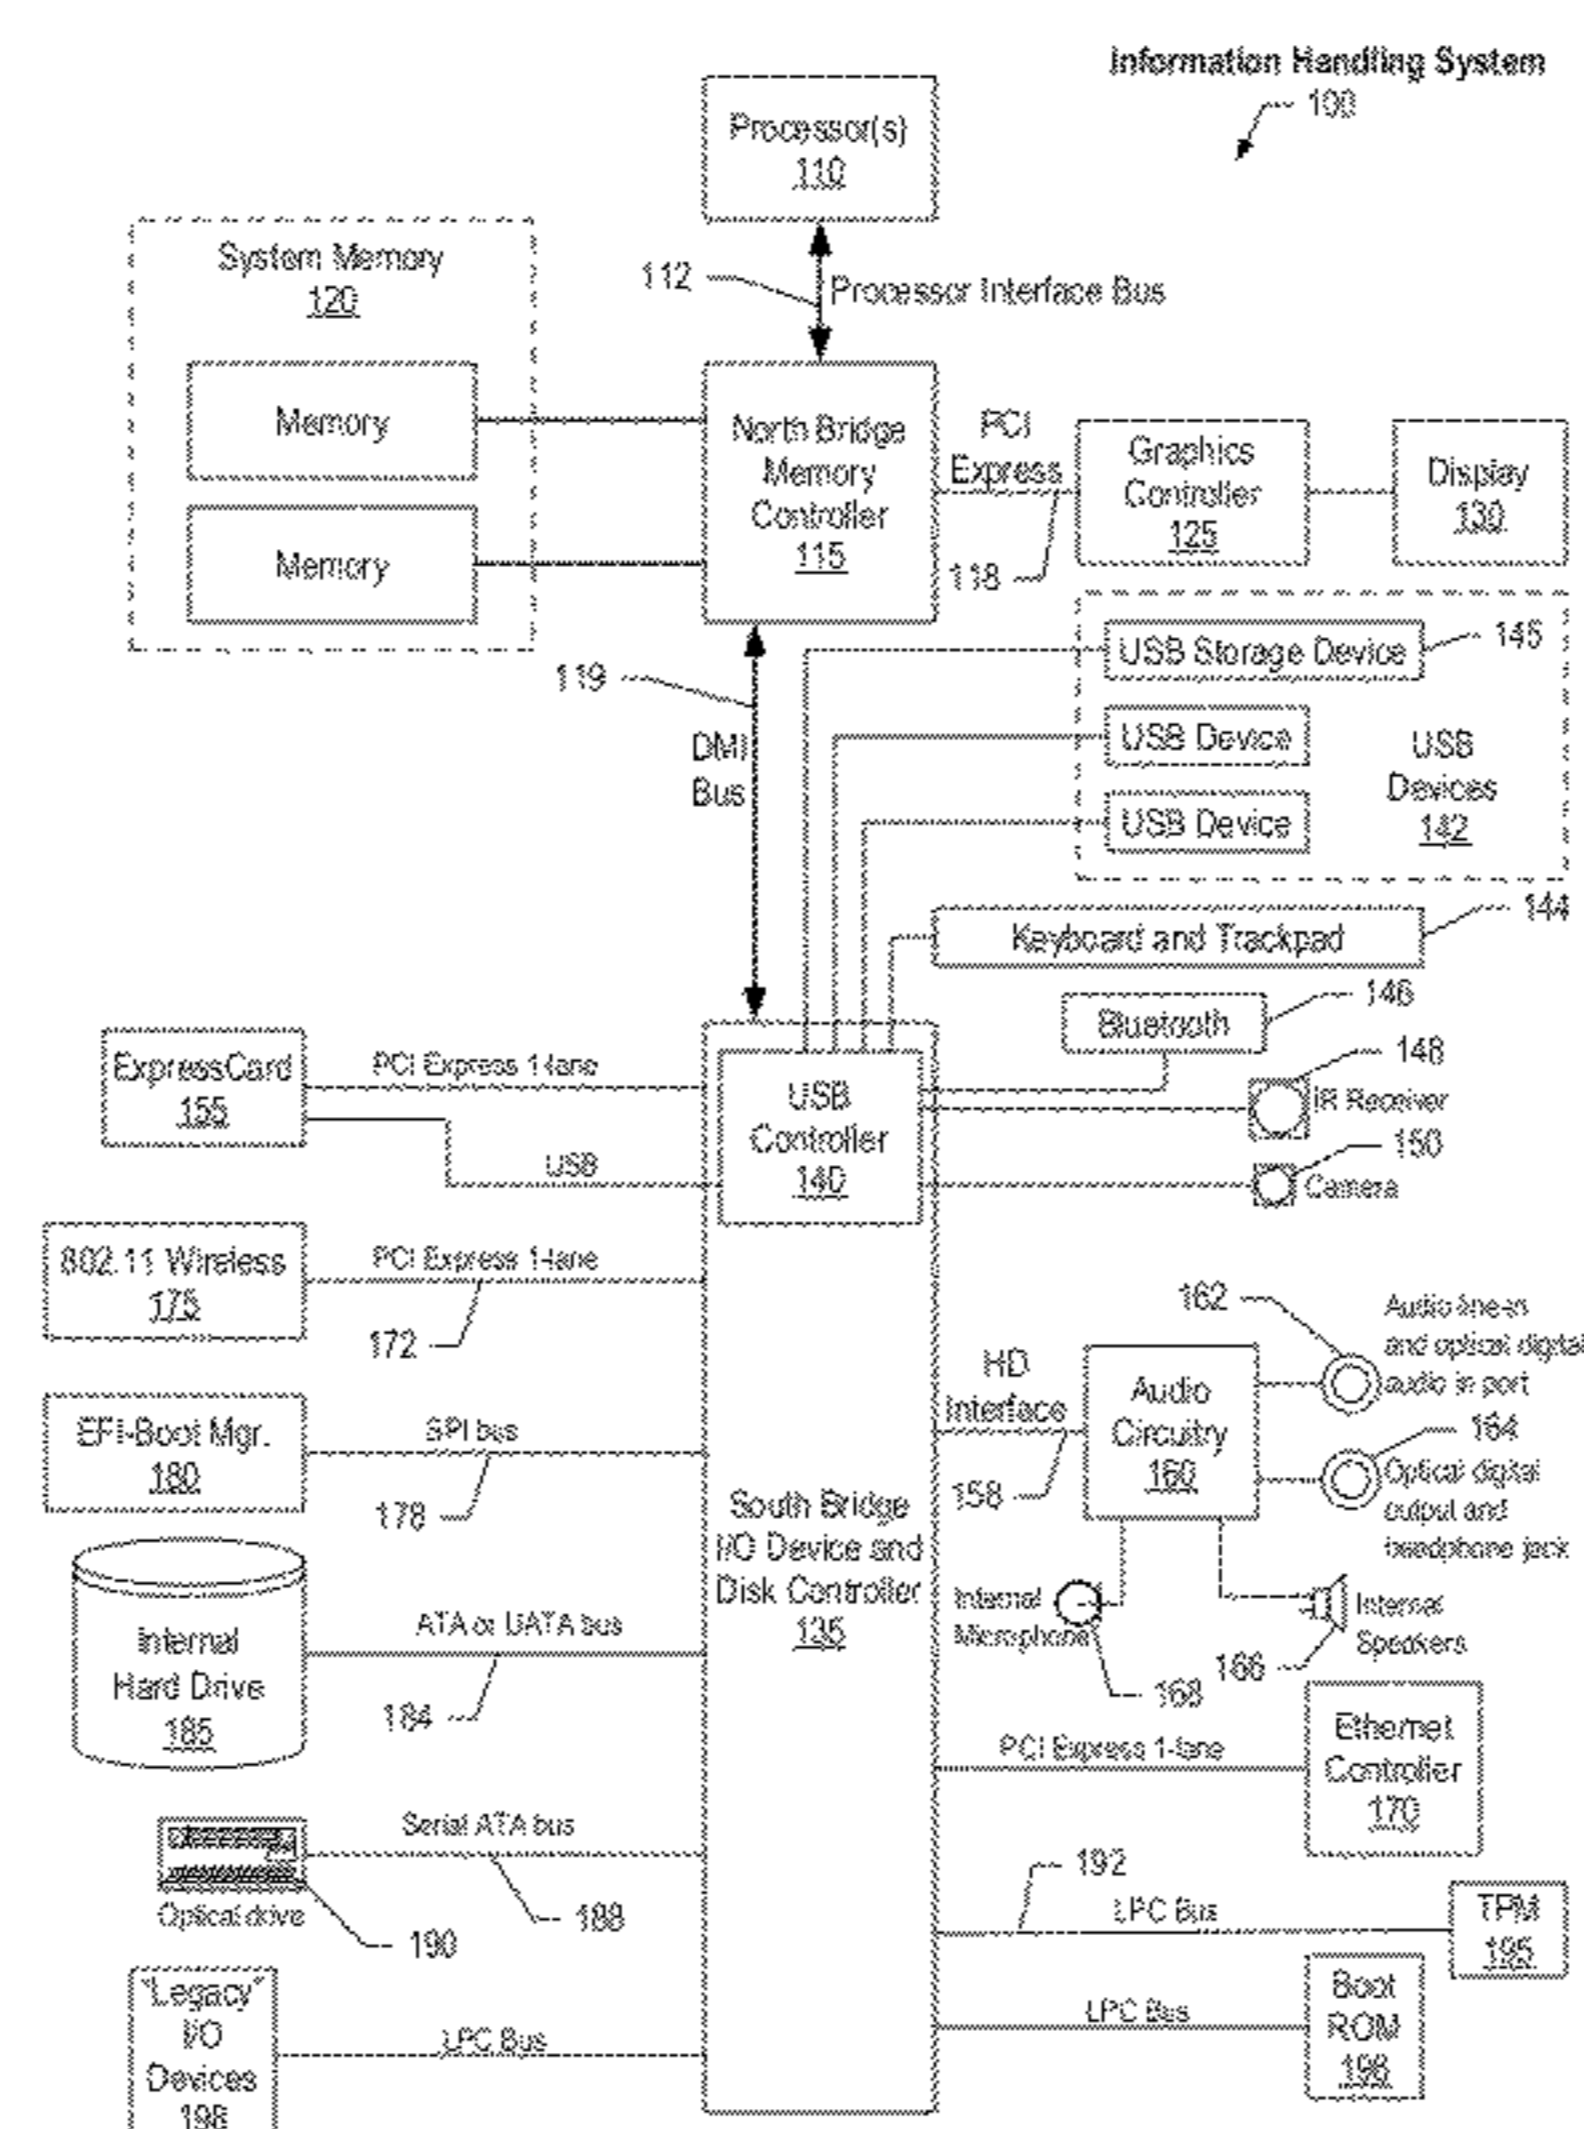 Information Handling System
100
Processor(s)
110
System Memory
120
112
Processor Interface Bus
Memory
Memory
North Bridge
Memory
Controller
115
PCI
Express
118
Graphics
Controller
125
Display
130
119
DMI
Bus
USB Storage Device
145
USB Device
USB Device
USB
Devices
142
Keyboard and Trackpad
144
Bluetooth
146
148
IR Receiver
150
Camera
ExpressCard
155
PCI Express 1-lane
USB
USB
Controller
140
802.11 Wireless
175
PCI Express 1-lane
172
EFI-Boot Mgr.
180
SPI bus
178
162
Audio line-in
and optical digital
audio in port
HD
Interface
158
Audio
Circuitry
160
164
Optical digital
output and
headphone jack
South Bridge
I/O Device and
Disk Controller
135
Internal
Microphone
168
166
Internal
Speakers
Internal
Hard Drive
185
ATA or UATA bus
184
PCI Express 1-lane
Ethernet
Controller
170
Serial ATA bus
188
Optical drive
190
192
LPC Bus
TPM
195
"Legacy"
I/O
Devices
198
LPC Bus
LPC Bus
Boot
ROM